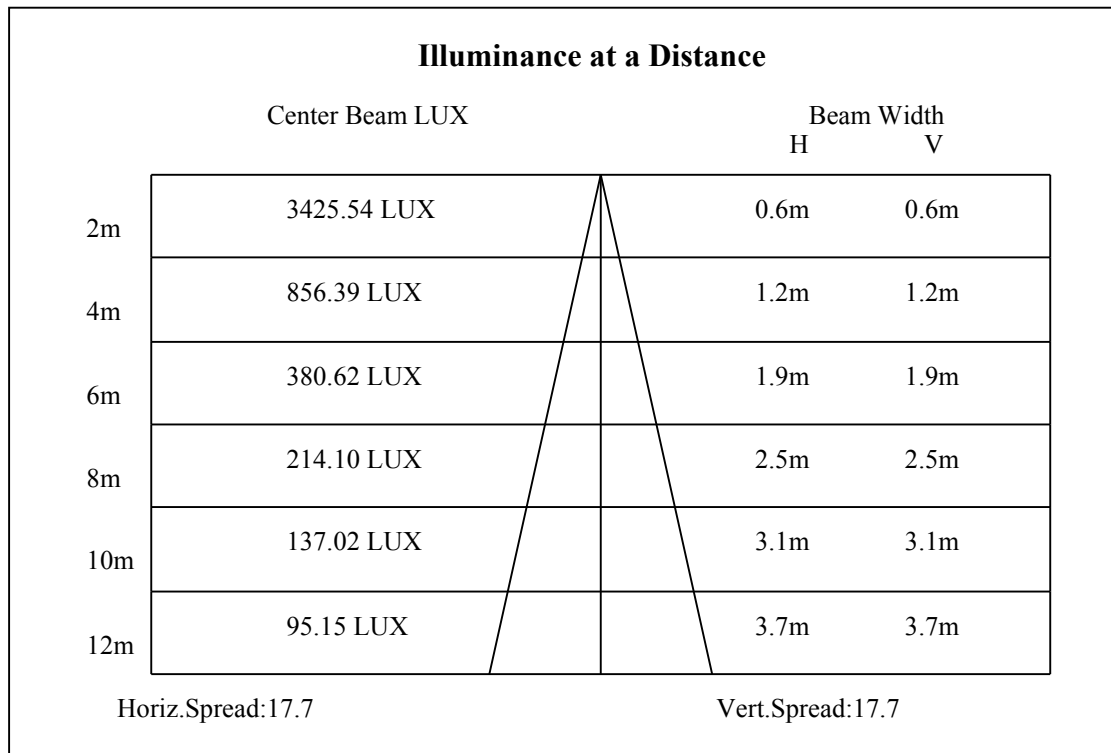 Illuminance at a Distance
Center Beam LUX Beam Width
H V
3425.54 LUX 0.6m 0.6m
2m
856.39 LUX 1.2m 1.2m
4m
380.62 LUX 1.9m 1.9m
6m
214.10 LUX 2.5m 2.5m
8m
137.02 LUX 3.1m 3.1m
10m
95.15 LUX 3.7m 3.7m
12m
Horiz.Spread:17.7 Vert.Spread:17.7